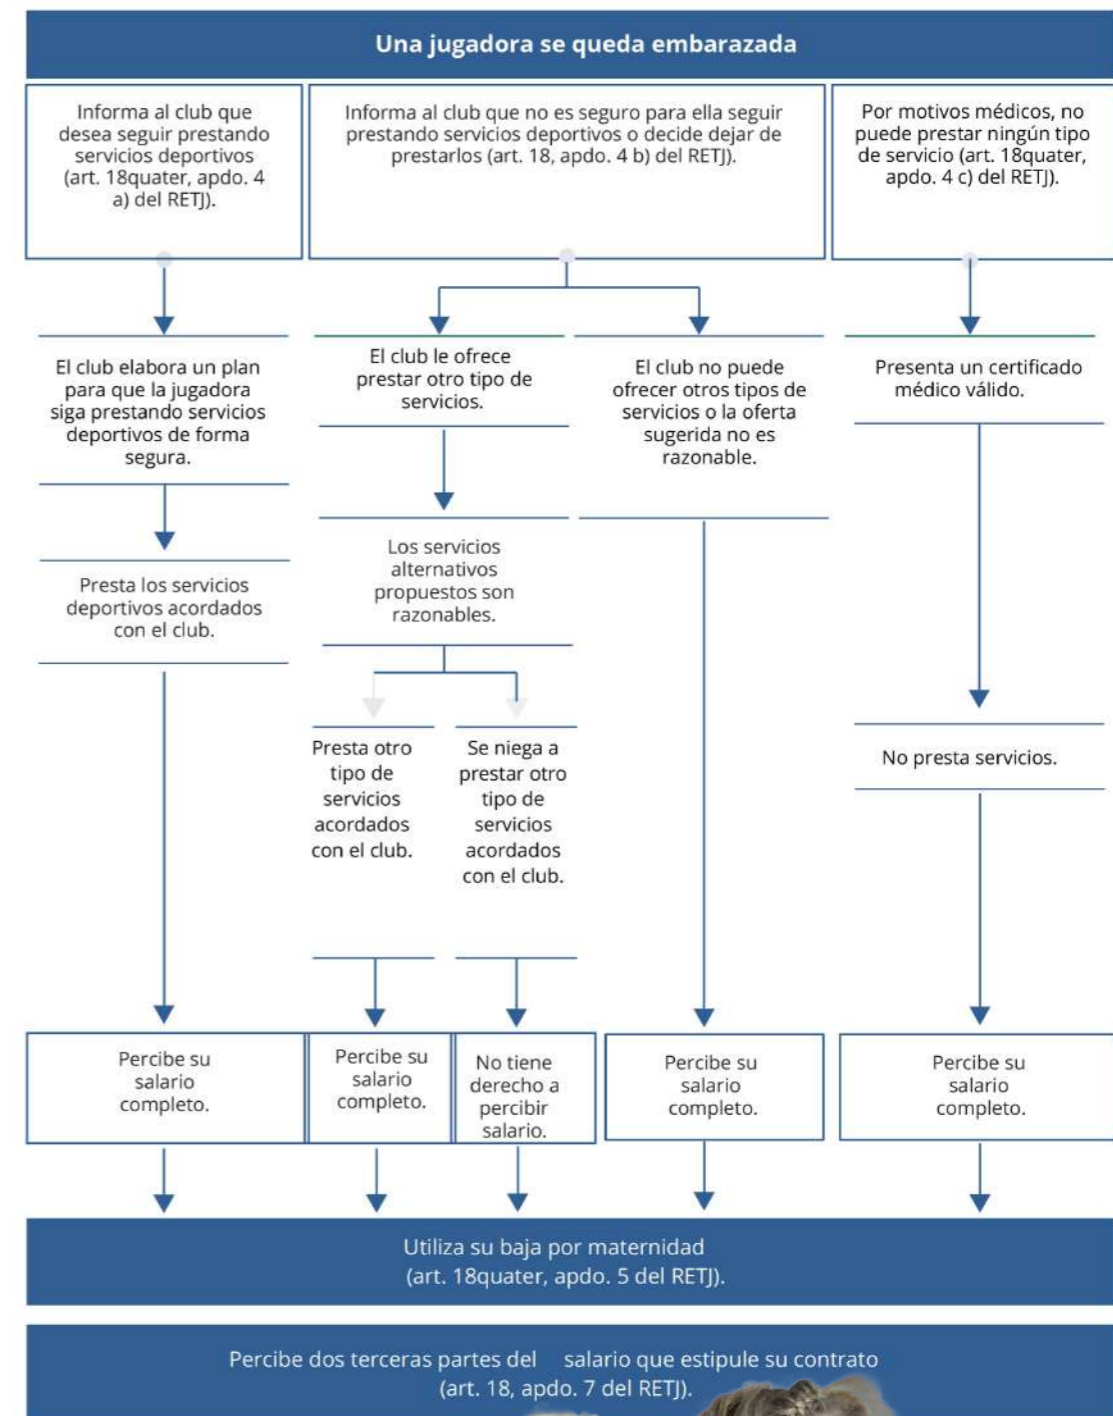 Una jugadora se queda embarazada
Informa al club que
desea seguir prestando
servicios deportivos
(art. 18quater, apdo. 4
a) del RETJ).
Informa al club que no es seguro para ella seguir
prestando servicios deportivos o decide dejar de
prestarlos (art. 18, apdo. 4 b) del RETJ).
Por motivos médicos, no
puede prestar ningún tipo
de servicio (art. 18quater,
apdo. 4 c) del RETJ).
El club elabora un plan
para que la jugadora
siga prestando servicios
deportivos de forma
segura.
El club le ofrece
prestar otro tipo de
servicios.
El club no puede
ofrecer otros tipos de
servicios o la oferta
sugerida no es
razonable.
Presenta un certificado
médico válido.
Presta los servicios
deportivos acordados
con el club.
Los servicios
alternativos
propuestos son
razonables.
Presta otro
tipo de
servicios
acordados
con el club.
Se niega a
prestar otro
tipo de
servicios
acordados
con el club.
No presta servicios.
Percibe su
salario
completo.
Percibe su
salario
completo.
No tiene
derecho a
percibir
salario.
Percibe su
salario
completo.
Percibe su
salario
completo.
Utiliza su baja por maternidad
(art. 18quater, apdo. 5 del RETJ).
Percibe dos terceras partes del salario que estipule su contrato
(art. 18, apdo. 7 del RETJ).